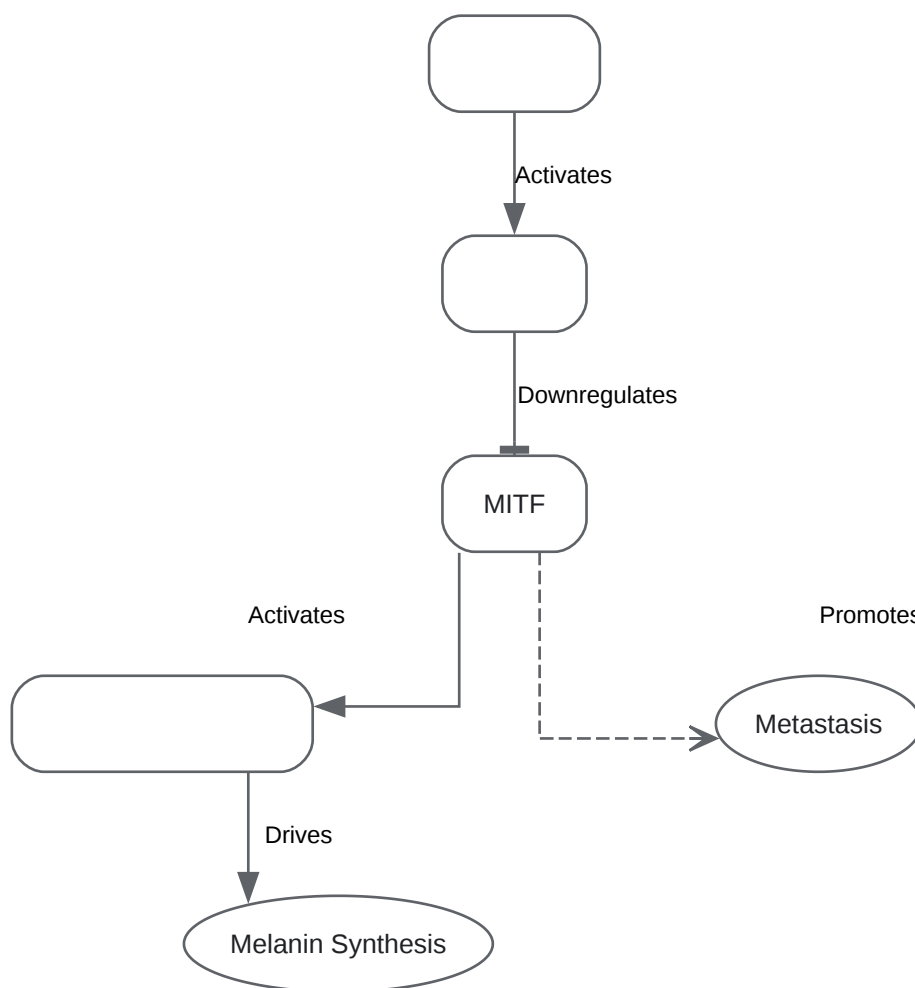 Activates
Downregulates
MITF
Activates
Promotes
Metastasis
Drives
Melanin Synthesis